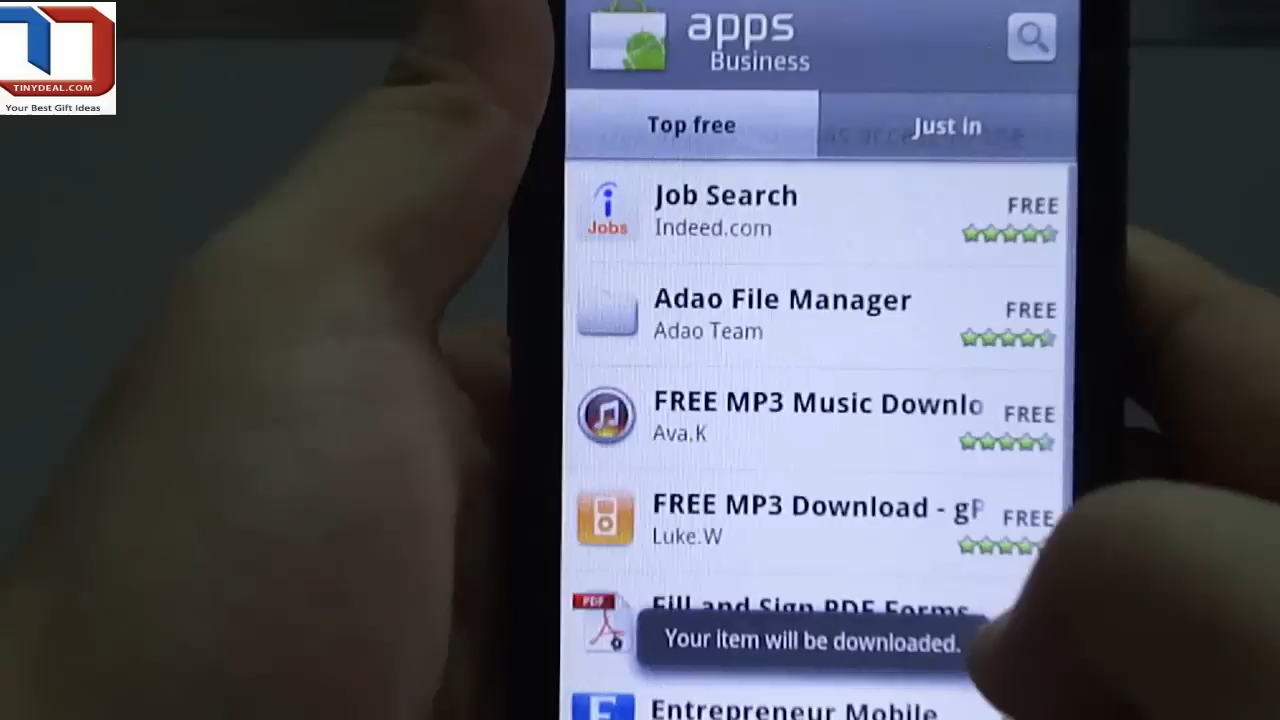 TINYDEAL.COM
Your Best Gift Ideas
apps
Business
Top free
Just in
Job Search
FREE
Indeed.com
Jobs
Adao File Manager
FREE
Adao Team
FREE MP3 Music Downlo
FREE
Ava.K
FREE MP3 Download - gP
FREE
Luke.W
PDF
Fill and Sign PDF Forms
Your item will be downloaded.
Entrepreneur Mobile